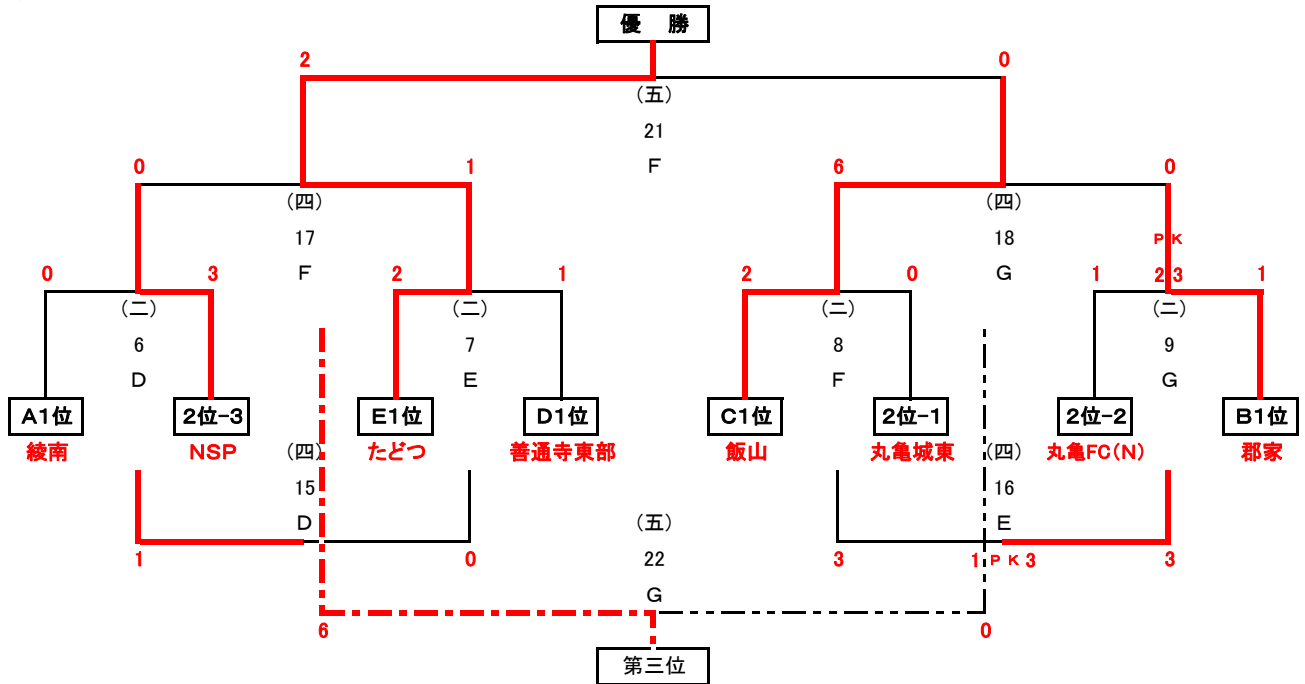 優 勝
2 0
(五)
21
F
0 1 6 0
(四) (四)
17 18
F G
PK
0 3 2 1 2 0 1 2 3 1
(二) (二) (二) (二)
6 7 8 9
D E F G
A1位 2位-3 E1位 D1位 C1位 2位-1 2位-2 B1位
綾南 NSP たどつ 善通寺東部 飯山 丸亀城東 丸亀FC(N) 郡家
(四) (四)
15 16
D E
(五)
1 0 22 3 1 PK 3 3
G
6 0
第三位